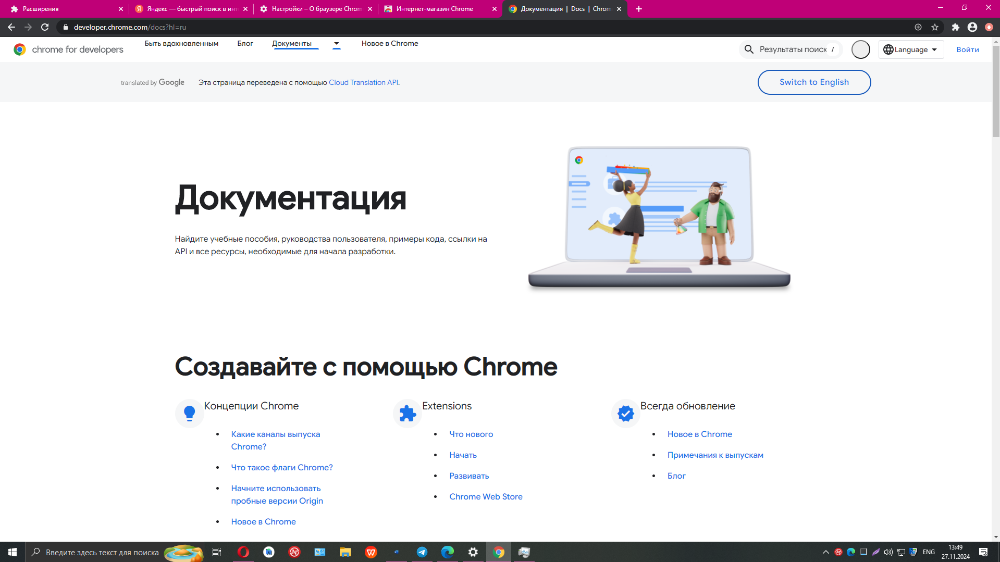 Расширения
Яндекс — быстрый поиск в инт
Настройки – О браузере Chrom
Интернет-магазин Chrome
Документация | Docs | Chrom
developer.chrome.com/docs?hl=ru
chrome for developers
Быть вдохновленным
Блог
Документы
Новое в Chrome
Результаты поиск /
Language
Войти
translated by Google
Эта страница переведена с помощью Cloud Translation API.
Switch to English
Документация
Найдите учебные пособия, руководства пользователя, примеры кода, ссылки на
API и все ресурсы, необходимые для начала разработки.
Создавайте с помощью Chrome
Концепции Chrome
Какие каналы выпуска
Chrome?
Что такое флаги Chrome?
Начните использовать
пробные версии Origin
Новое в Chrome
Extensions
Что нового
Начать
Развивать
Chrome Web Store
Всегда обновление
Новое в Chrome
Примечания к выпускам
Блог
Введите здесь текст для поиска
ENG
13:49
27.11.2024